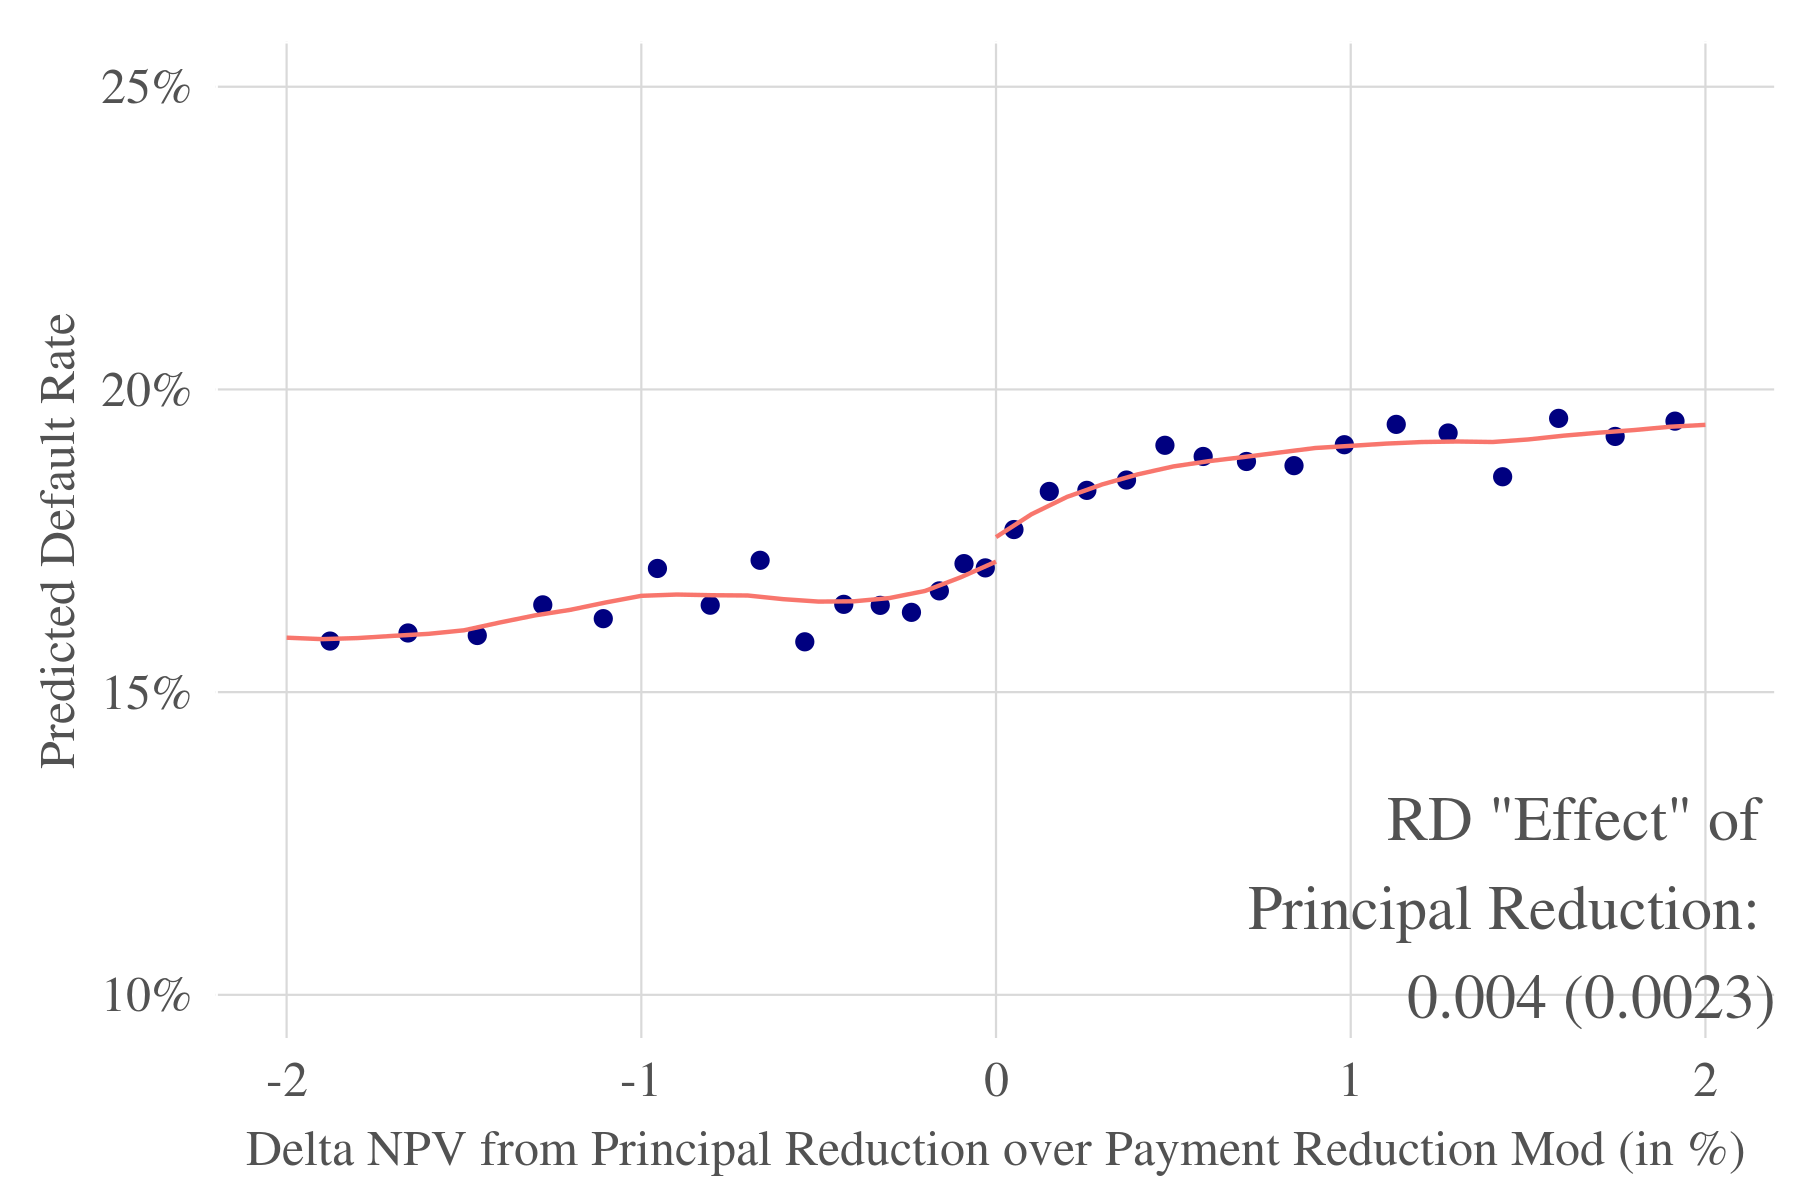 25%
20%
15%
10%
Predicted Default Rate
RD "Effect" of
Principal Reduction:
0.004 (0.0023)
-2 -1 0 1 2
Delta NPV from Principal Reduction over Payment Reduction Mod (in %)